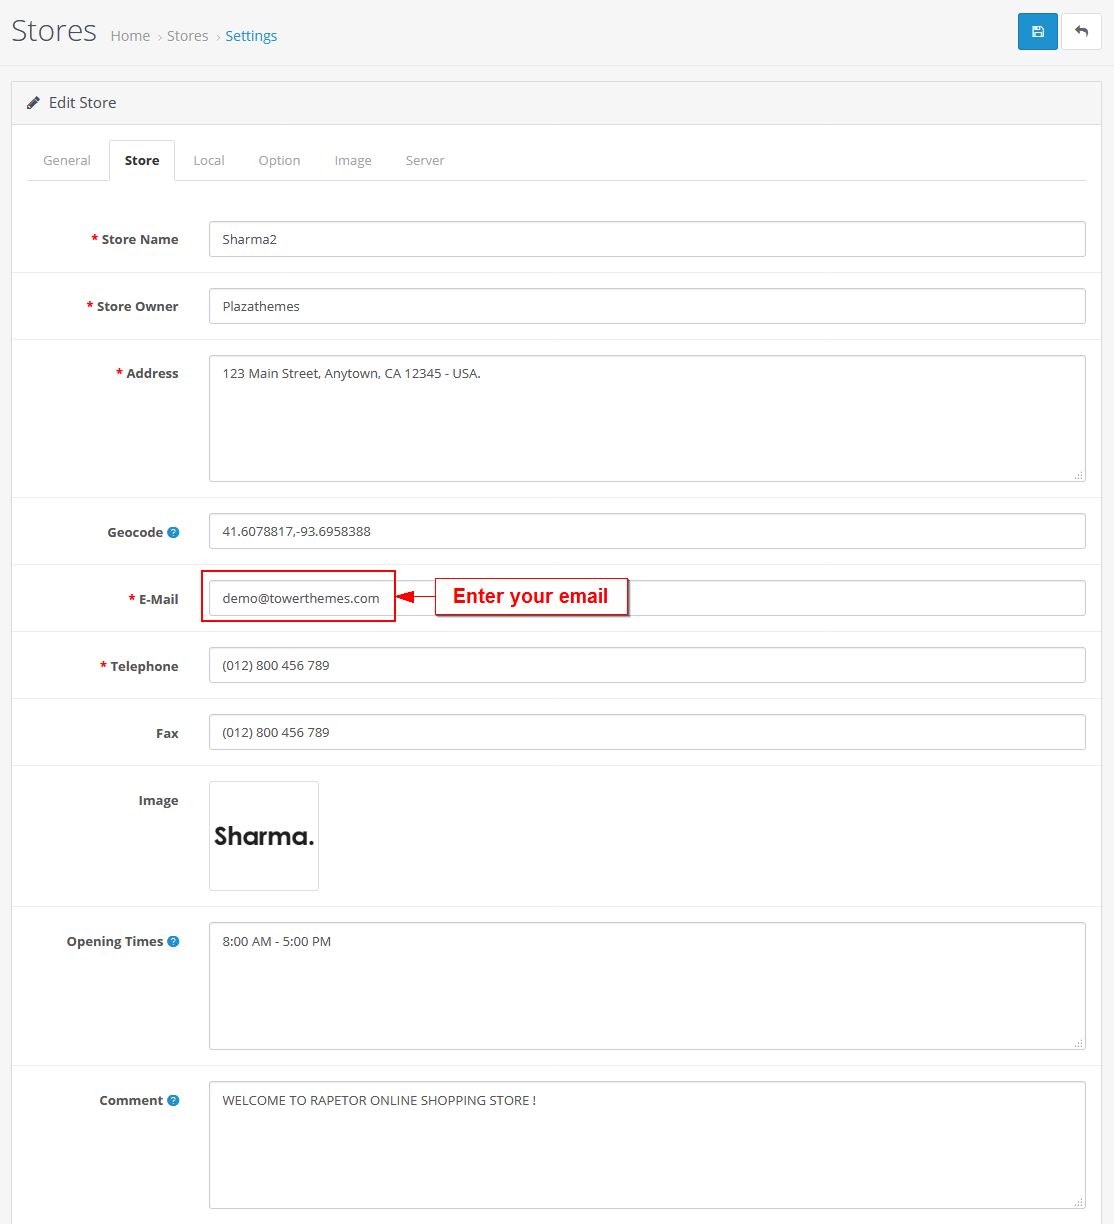 Stores Home › Stores › Settings
Edit Store
General Store Local Option Image Server
* Store Name Sharma2
* Store Owner Plazathemes
* Address 123 Main Street, Anytown, CA 12345 - USA.
Geocode ? 41.6078817,-93.6958388
* E-Mail demo@towerthemes.com Enter your email
* Telephone (012) 800 456 789
Fax (012) 800 456 789
Image
Sharma.
Opening Times ? 8:00 AM - 5:00 PM
Comment ? WELCOME TO RAPETOR ONLINE SHOPPING STORE !